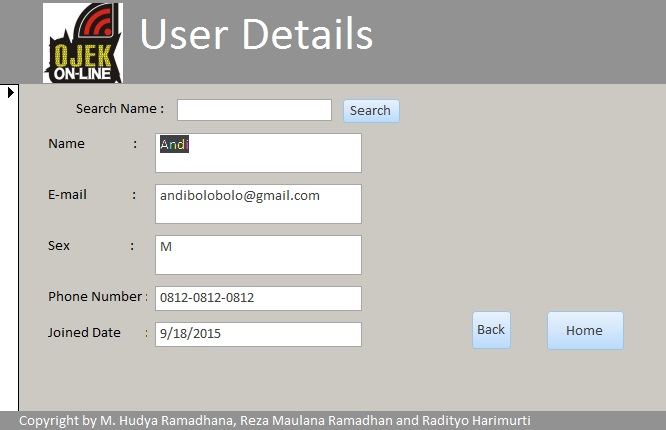 OJEK
ON-LINE
User Details
Search Name :
Search
Name :
Andi
E-mail :
andibolobolo@gmail.com
Sex :
M
Phone Number :
0812-0812-0812
Joined Date :
9/18/2015
Back
Home
Copyright by M. Hudya Ramadhana, Reza Maulana Ramadhan and Radityo Harimurti